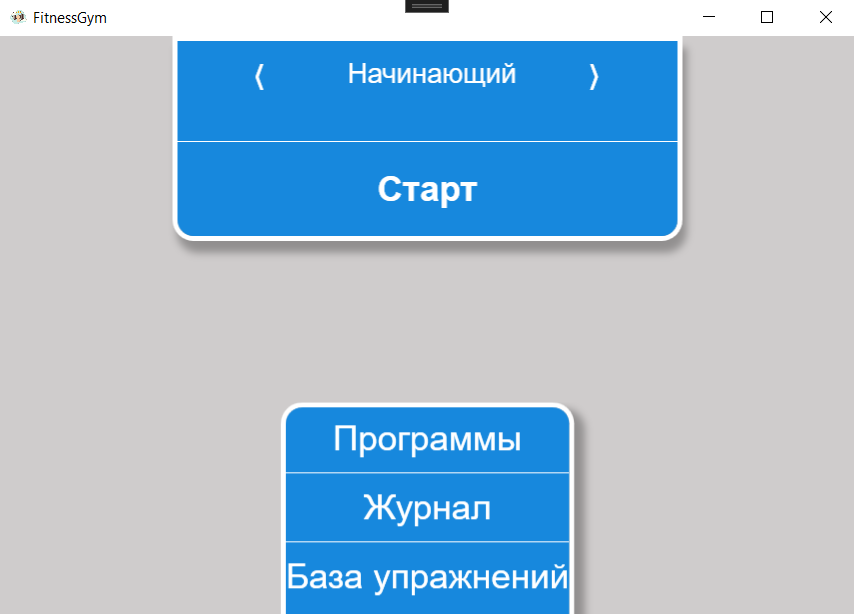 FitnessGym
⟨ Начинающий ⟩
Старт
Программы
Журнал
База упражнений